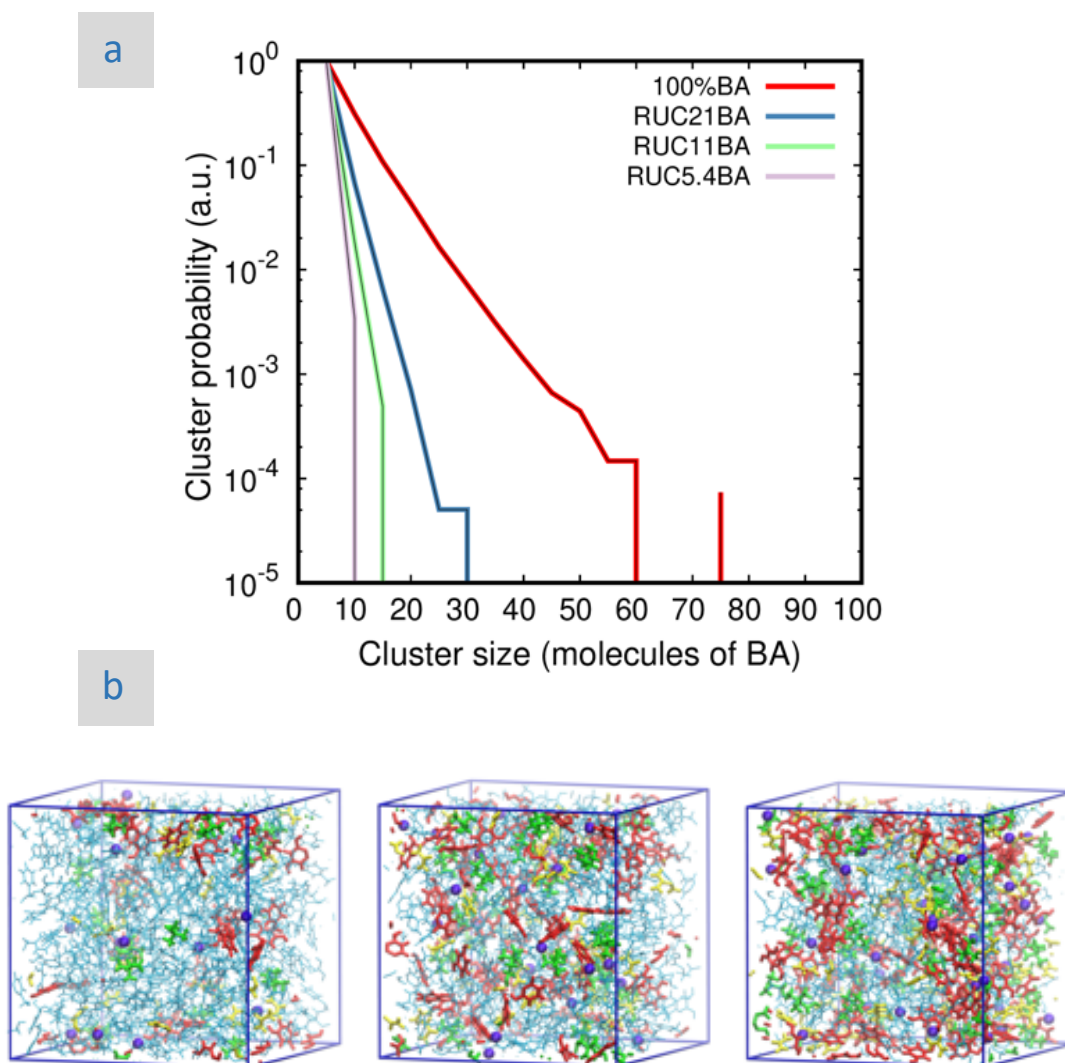 a
10^0
10^-1
10^-2
10^-3
10^-4
10^-5
Cluster probability (a.u.)
100%BA
RUC21BA
RUC11BA
RUC5.4BA
0 10 20 30 40 50 60 70 80 90 100
Cluster size (molecules of BA)
b